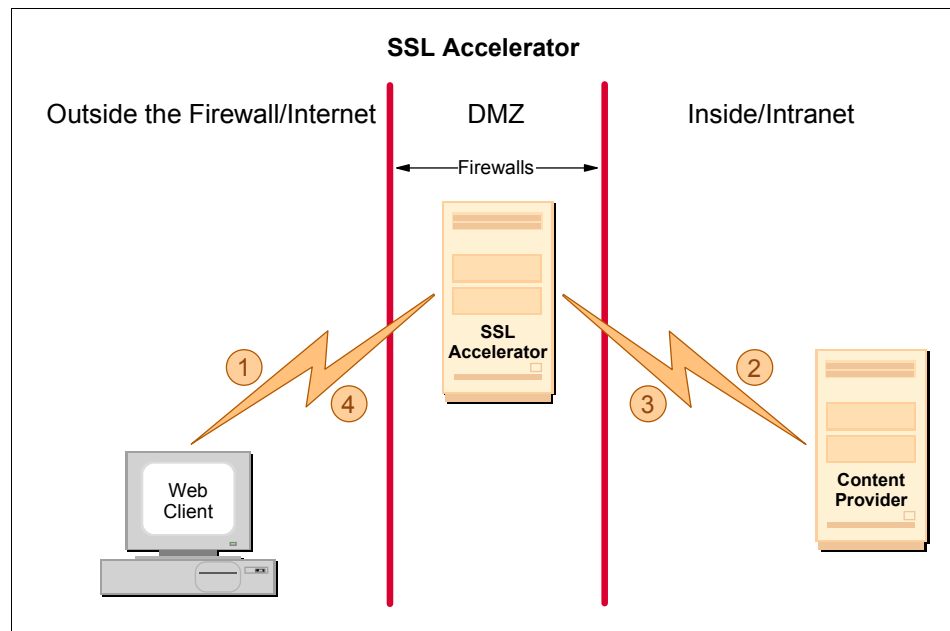 SSL Accelerator
Outside the Firewall/Internet
DMZ
Inside/Intranet
Firewalls
SSL
Accelerator
1
4
2
3
Web
Client
Content
Provider